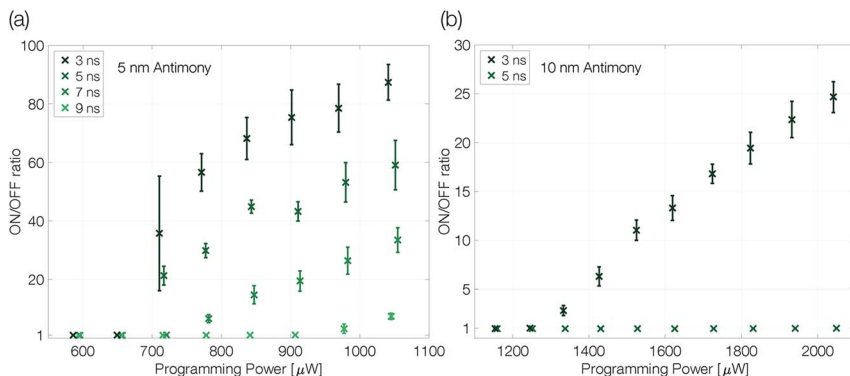 (a)
100
80
60
40
20
1
ON/OFF ratio
3 ns
5 ns
7 ns
9 ns
5 nm Antimony
600
700
800
900
1000
1100
Programming Power [μW]
(b)
30
25
20
15
10
5
1
ON/OFF ratio
3 ns
5 ns
10 nm Antimony
1200
1400
1600
1800
2000
Programming Power [μW]